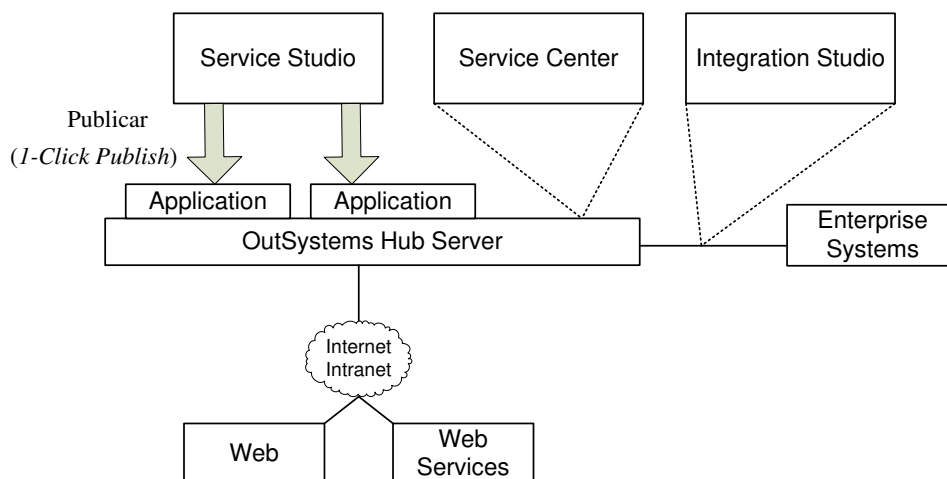 Service Studio
Service Center
Integration Studio
Publicar
(1-Click Publish)
Application
Application
OutSystems Hub Server
Enterprise
Systems
Internet
Intranet
Web
Web
Services